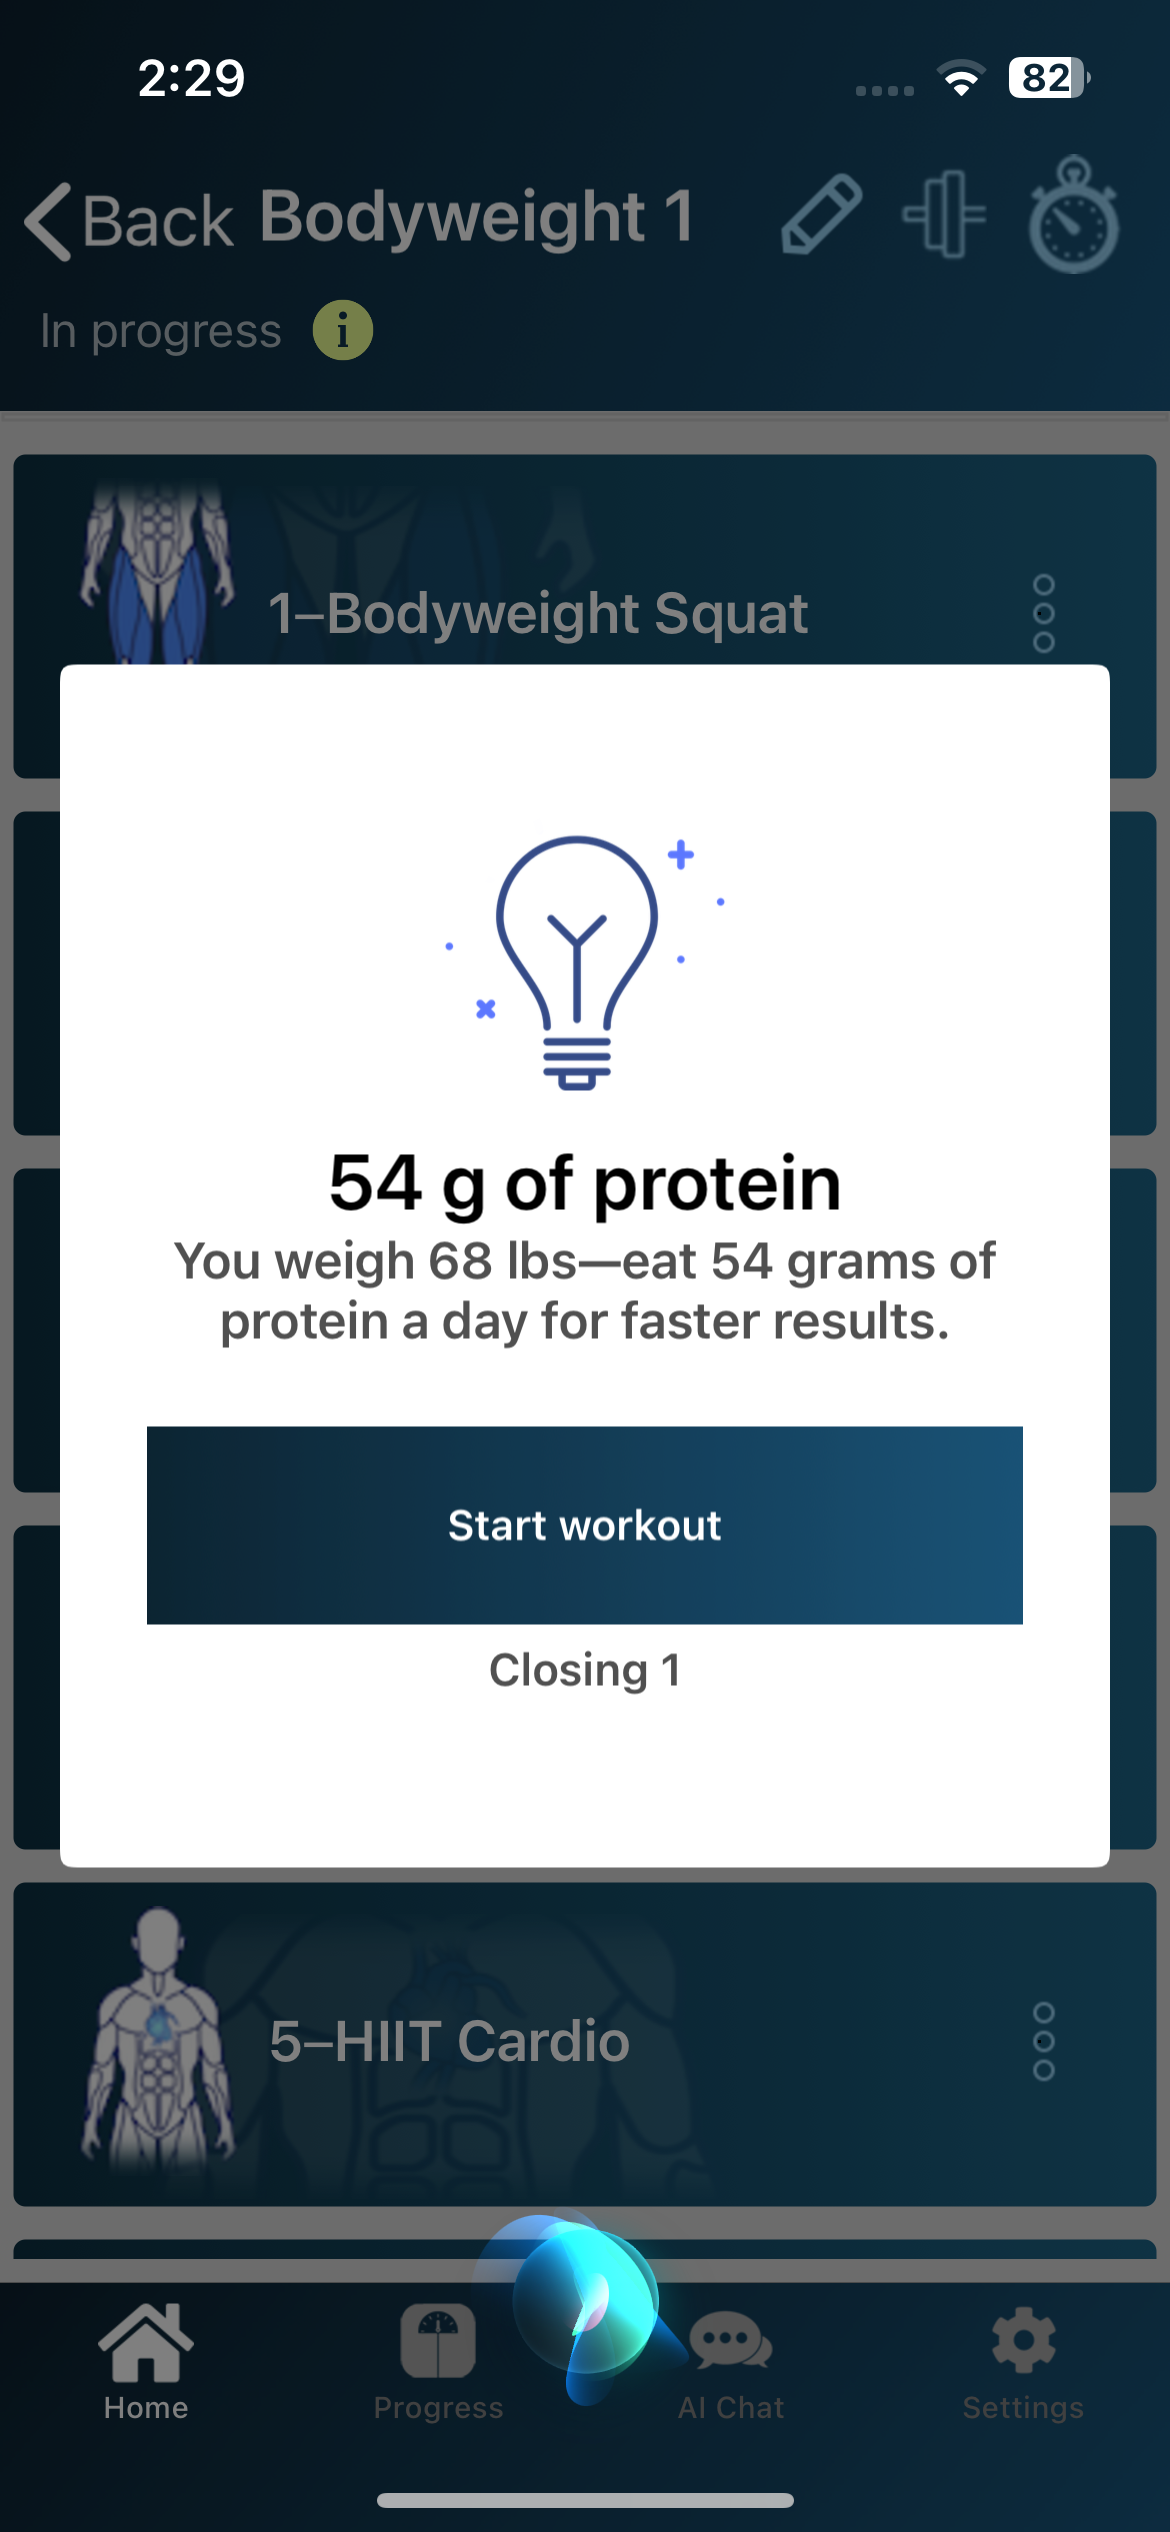 2:29
82
Back Bodyweight 1
In progress i
1–Bodyweight Squat
54 g of protein
You weigh 68 lbs—eat 54 grams of
protein a day for faster results.
Start workout
Closing 1
5–HIIT Cardio
Home Progress AI Chat Settings